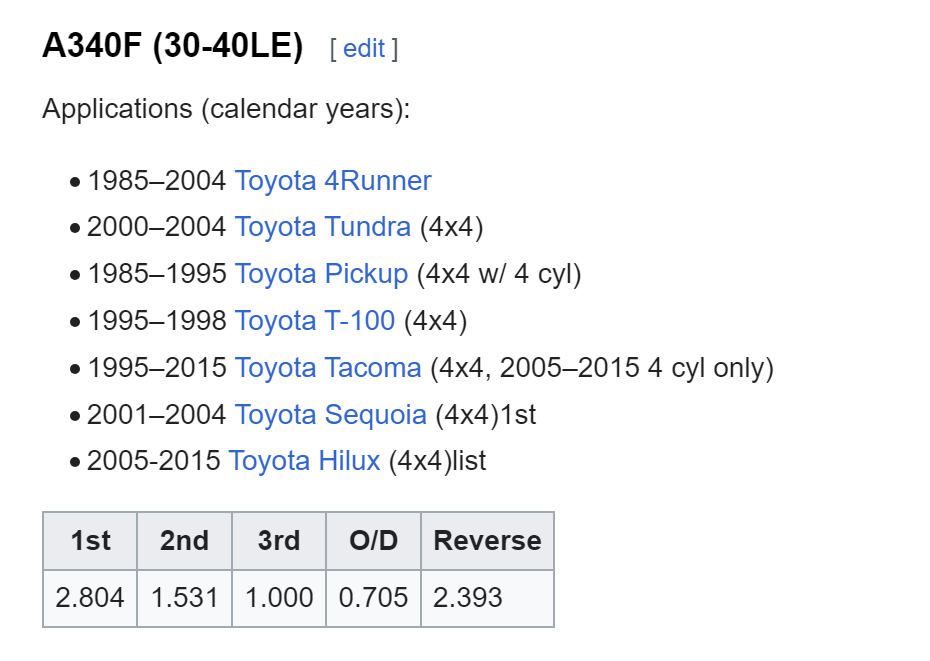 A340F (30-40LE) [ edit ]
Applications (calendar years):
• 1985–2004 Toyota 4Runner
• 2000–2004 Toyota Tundra (4x4)
• 1985–1995 Toyota Pickup (4x4 w/ 4 cyl)
• 1995–1998 Toyota T-100 (4x4)
• 1995–2015 Toyota Tacoma (4x4, 2005–2015 4 cyl only)
• 2001–2004 Toyota Sequoia (4x4)1st
• 2005-2015 Toyota Hilux (4x4)list
1st 2nd 3rd O/D Reverse
2.804 1.531 1.000 0.705 2.393